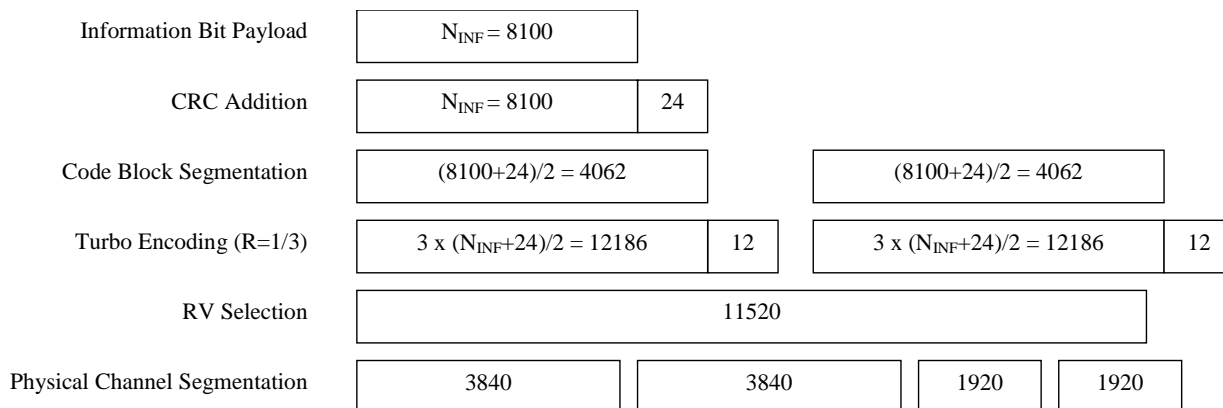 Information Bit Payload N_INF = 8100
CRC Addition N_INF = 8100 24
Code Block Segmentation (8100+24)/2 = 4062 (8100+24)/2 = 4062
Turbo Encoding (R=1/3) 3 x (N_INF+24)/2 = 12186 12 3 x (N_INF+24)/2 = 12186 12
RV Selection 11520
Physical Channel Segmentation 3840 3840 1920 1920